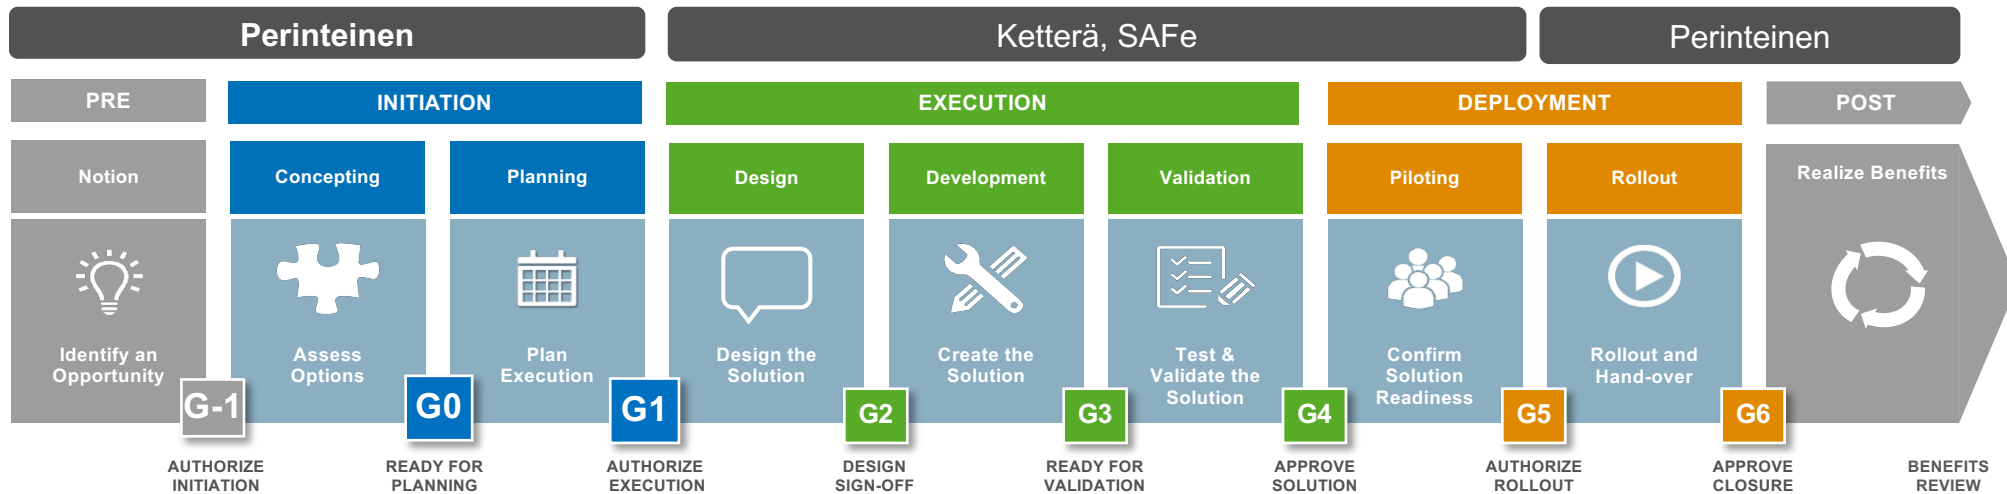 Perinteinen
Ketterä, SAFe
Perinteinen
PRE
INITIATION
EXECUTION
DEPLOYMENT
POST
Notion
Concepting
Planning
Design
Development
Validation
Piloting
Rollout
Realize Benefits
Identify an
Opportunity
Assess
Options
Plan
Execution
Design the
Solution
Create the
Solution
Test &
Validate the
Solution
Confirm
Solution
Readiness
Rollout and
Hand-over
G-1
G0
G1
G2
G3
G4
G5
G6
AUTHORIZE
INITIATION
READY FOR
PLANNING
AUTHORIZE
EXECUTION
DESIGN
SIGN-OFF
READY FOR
VALIDATION
APPROVE
SOLUTION
AUTHORIZE
ROLLOUT
APPROVE
CLOSURE
BENEFITS
REVIEW